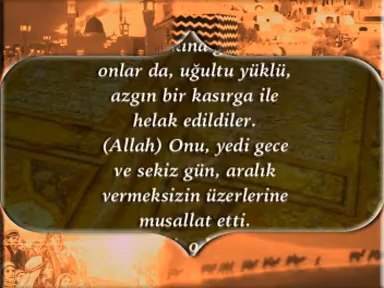 onlar da, uğultu yüklü,
azgın bir kasırga ile
helak edildiler.
(Allah) Onu, yedi gece
ve sekiz gün, aralık
vermeksizin üzerlerine
musallat etti.